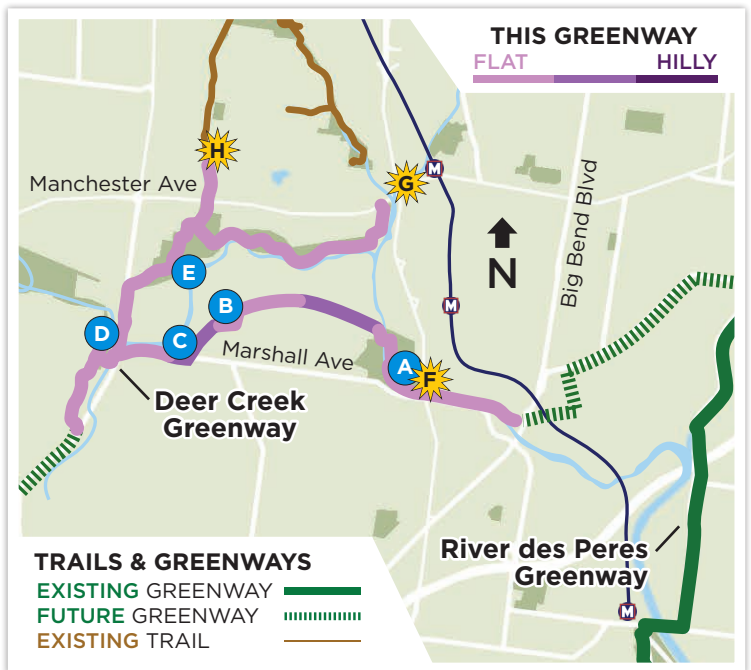 THIS GREENWAY
FLAT HILLY
H
M
G
Manchester Ave
N
Big Bend Blvd
E
M
B
D
C
Marshall Ave
A
F
Deer Creek
Greenway
River des Peres
Greenway
M
TRAILS & GREENWAYS
EXISTING GREENWAY
FUTURE GREENWAY
EXISTING TRAIL